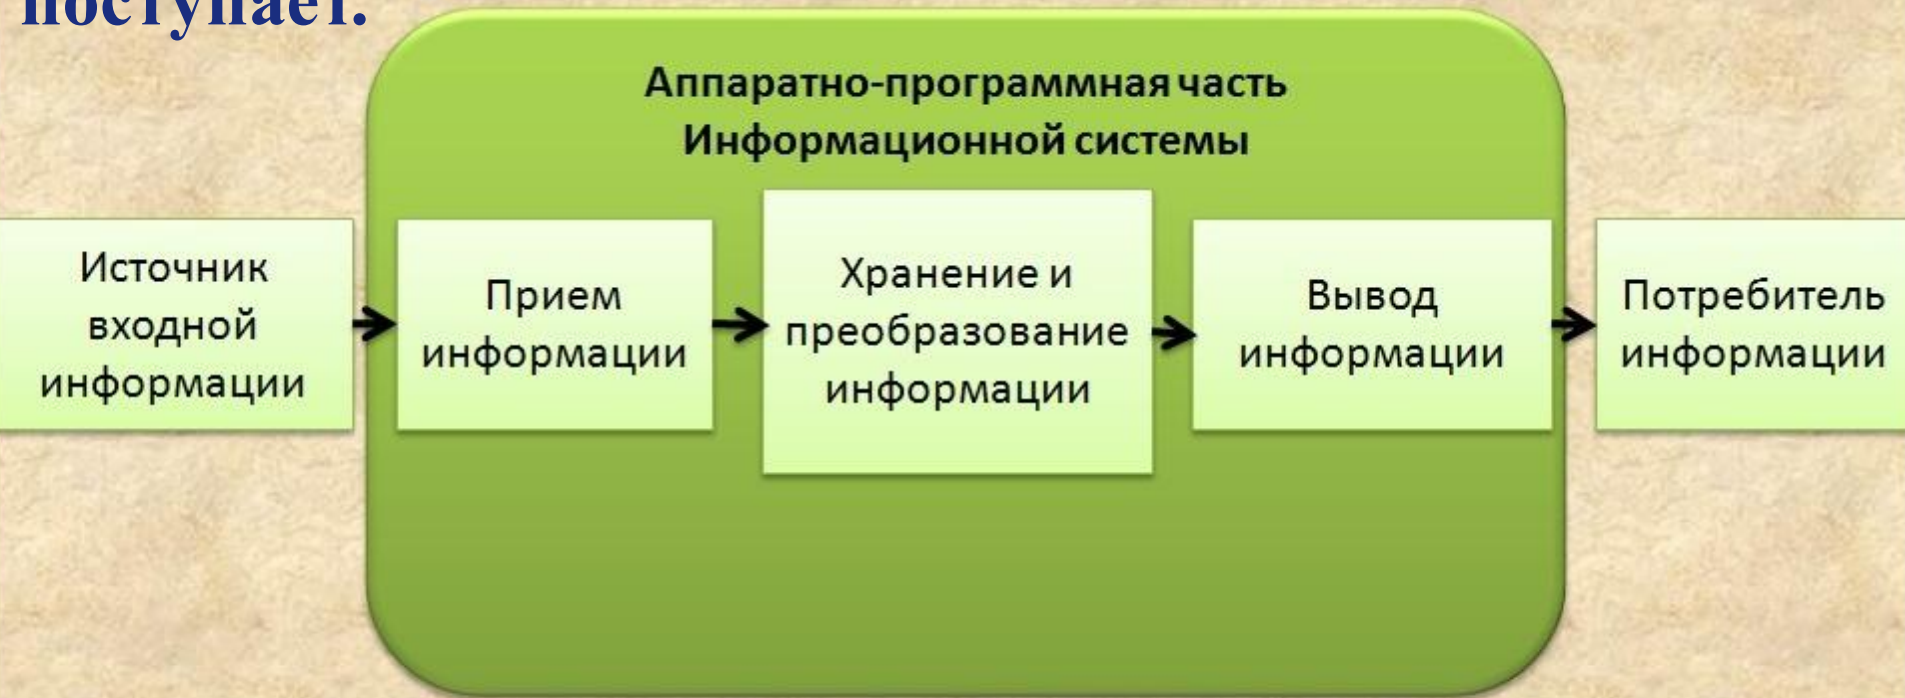 поступает.
Аппаратно-программная часть
Информационной системы
Источник
входной
информации
Прием
информации
Хранение и
преобразование
информации
Вывод
информации
Потребитель
информации